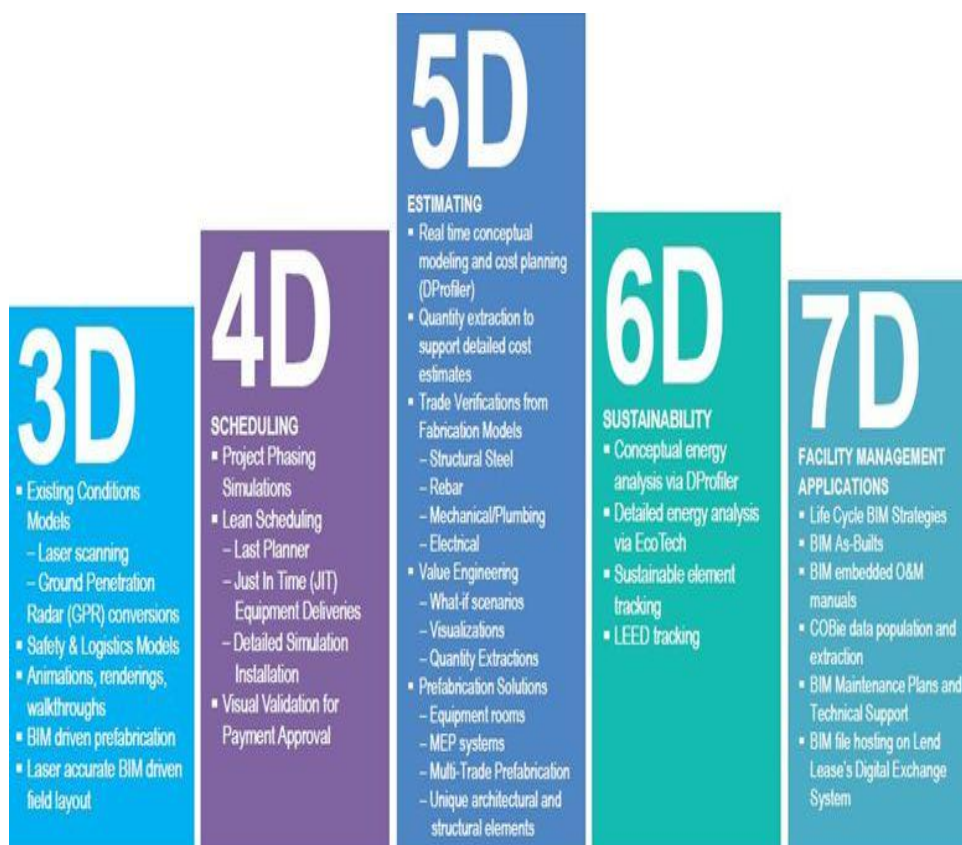 3D
▪ Existing Conditions
Models
– Laser scanning
– Ground Penetration
Radar (GPR) conversions
▪ Safety & Logistics Models
▪ Animations, renderings,
walkthroughs
▪ BIM driven prefabrication
▪ Laser accurate BIM driven
field layout
4D
SCHEDULING
▪ Project Phasing
Simulations
▪ Lean Scheduling
– Last Planner
– Just In Time (JIT)
Equipment Deliveries
– Detailed Simulation
Installation
▪ Visual Validation for
Payment Approval
5D
ESTIMATING
▪ Real time conceptual
modeling and cost planning
(DProfiler)
▪ Quantity extraction to
support detailed cost
estimates
▪ Trade Verifications from
Fabrication Models
– Structural Steel
– Rebar
– Mechanical/Plumbing
– Electrical
▪ Value Engineering
– What-if scenarios
– Visualizations
– Quantity Extractions
▪ Prefabrication Solutions
– Equipment rooms
– MEP systems
– Multi-Trade Prefabrication
– Unique architectural and
structural elements
6D
SUSTAINABILITY
▪ Conceptual energy
analysis via DProfiler
▪ Detailed energy analysis
via EcoTech
▪ Sustainable element
tracking
▪ LEED tracking
7D
FACILITY MANAGEMENT
APPLICATIONS
▪ Life Cycle BIM Strategies
▪ BIM As-Builts
▪ BIM embedded O&M
manuals
▪ COBie data population and
extraction
▪ BIM Maintenance Plans and
Technical Support
▪ BIM file hosting on Lend
Lease's Digital Exchange
System